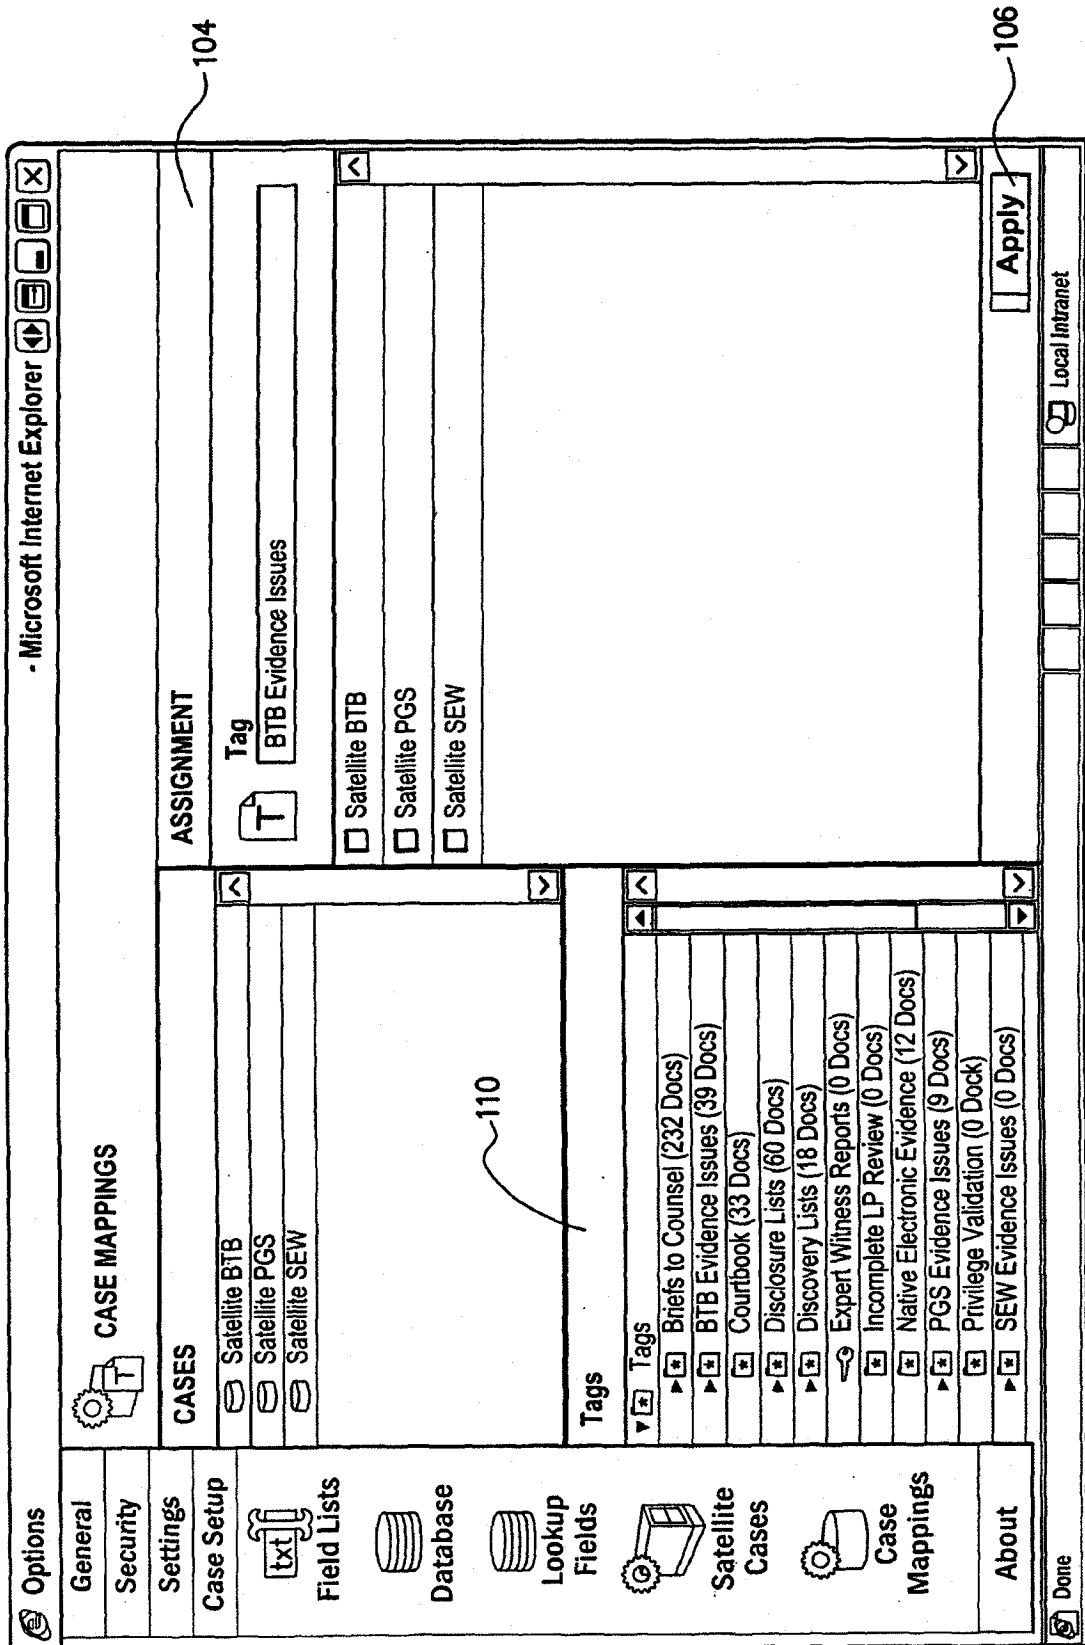 Options
- Microsoft Internet Explorer
General
Security
Settings
Case Setup
txt
Field Lists
Database
Lookup
Fields
Satellite
Cases
Case
Mappings
About
T
CASE MAPPINGS
CASES
Satellite BTB
Satellite PGS
Satellite SEW
110
Tags
Tags
Briefs to Counsel (232 Docs)
BTB Evidence Issues (39 Docs)
Courtbook (33 Docs)
Disclosure Lists (60 Docs)
Discovery Lists (18 Docs)
Expert Witness Reports (0 Docs)
Incomplete LP Review (0 Docs)
Native Electronic Evidence (12 Docs)
PGS Evidence Issues (9 Docs)
Privilege Validation (0 Dock)
SEW Evidence Issues (0 Docs)
ASSIGNMENT
104
T
Tag
BTB Evidence Issues
Satellite BTB
Satellite PGS
Satellite SEW
Apply
106
Done
Local Intranet